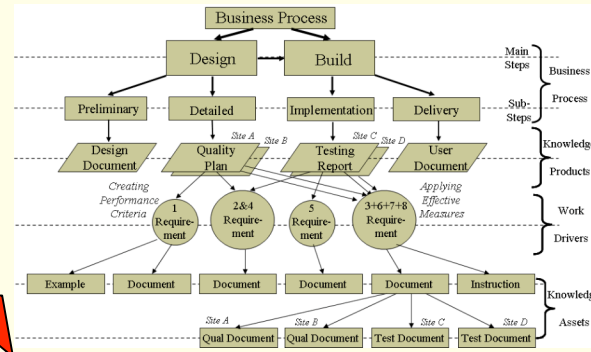 Business Process
Design
Build
Main
Steps
Business
Process
Preliminary
Detailed
Implementation
Delivery
Sub-
Steps
Site A
Site B
Site C
Site D
Design
Document
Quality
Plan
Testing
Report
User
Document
Knowledge
Products
Creating
Performance
Criteria
Applying
Effective
Measures
1
Require-
ment
2&4
Require-
ment
5
Require-
ment
3+6+7+8
Require-
ment
Work
Drivers
Example
Document
Document
Document
Document
Instruction
Knowledge
Assets
Site A
Site B
Site C
Site D
Qual Document
Qual Document
Test Document
Test Document